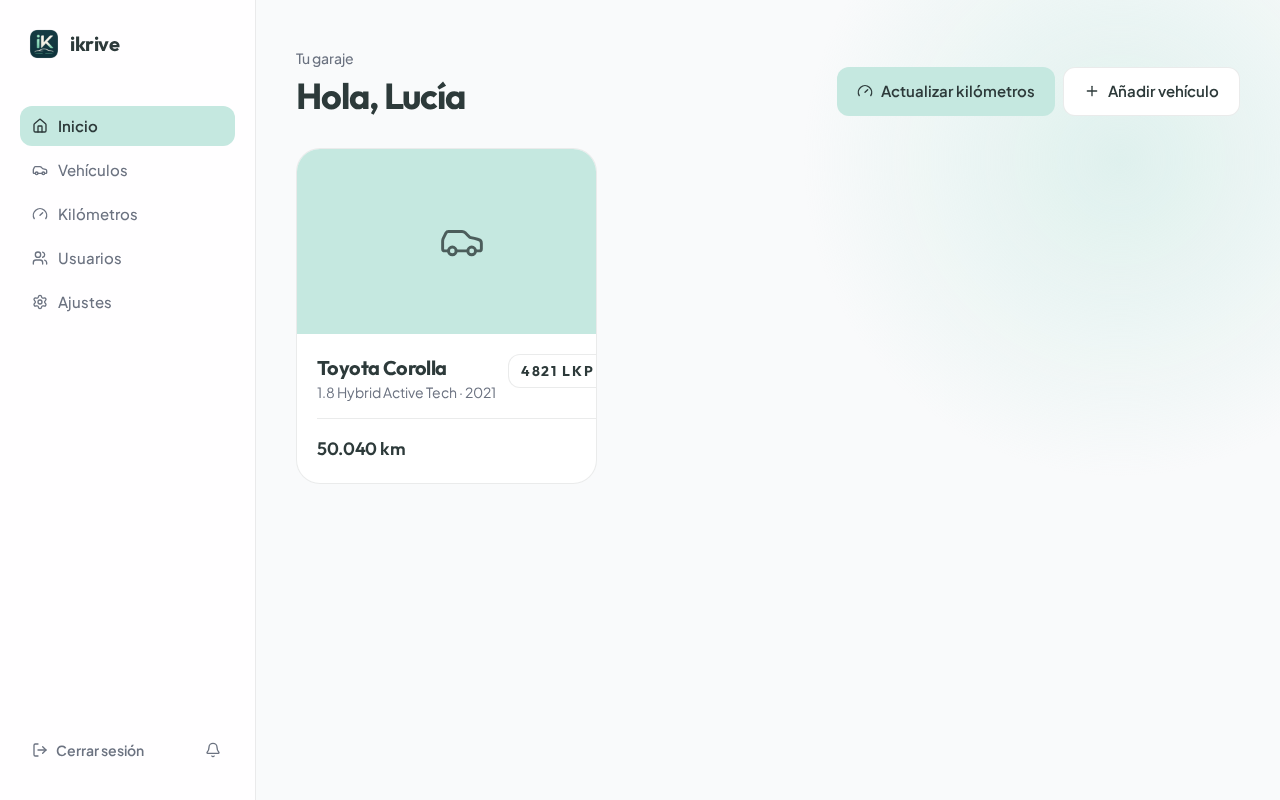 iK ikrive
Inicio
Vehículos
Kilómetros
Usuarios
Ajustes
Cerrar sesión
Tu garaje
Hola, Lucía
Actualizar kilómetros
Añadir vehículo
Toyota Corolla
4821 LKP
1.8 Hybrid Active Tech · 2021
50.040 km